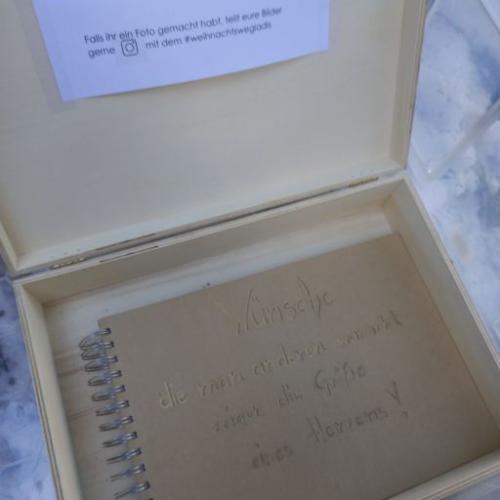 Falls ihr ein Foto gemacht habt, teilt eure Bilder
gerne mit dem #weihnachtswegladis
Wünsche
die man anderen
zeigen die Größe
eines Herzens!